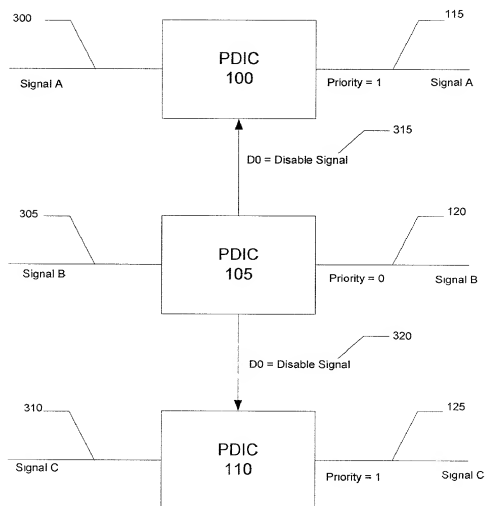 300
115
PDIC
100
Signal A
Priority = 1
Signal A
315
D0 = Disable Signal
305
120
PDIC
105
Signal B
Priority = 0
Signal B
320
D0 = Disable Signal
310
125
PDIC
110
Signal C
Priority = 1
Signal C